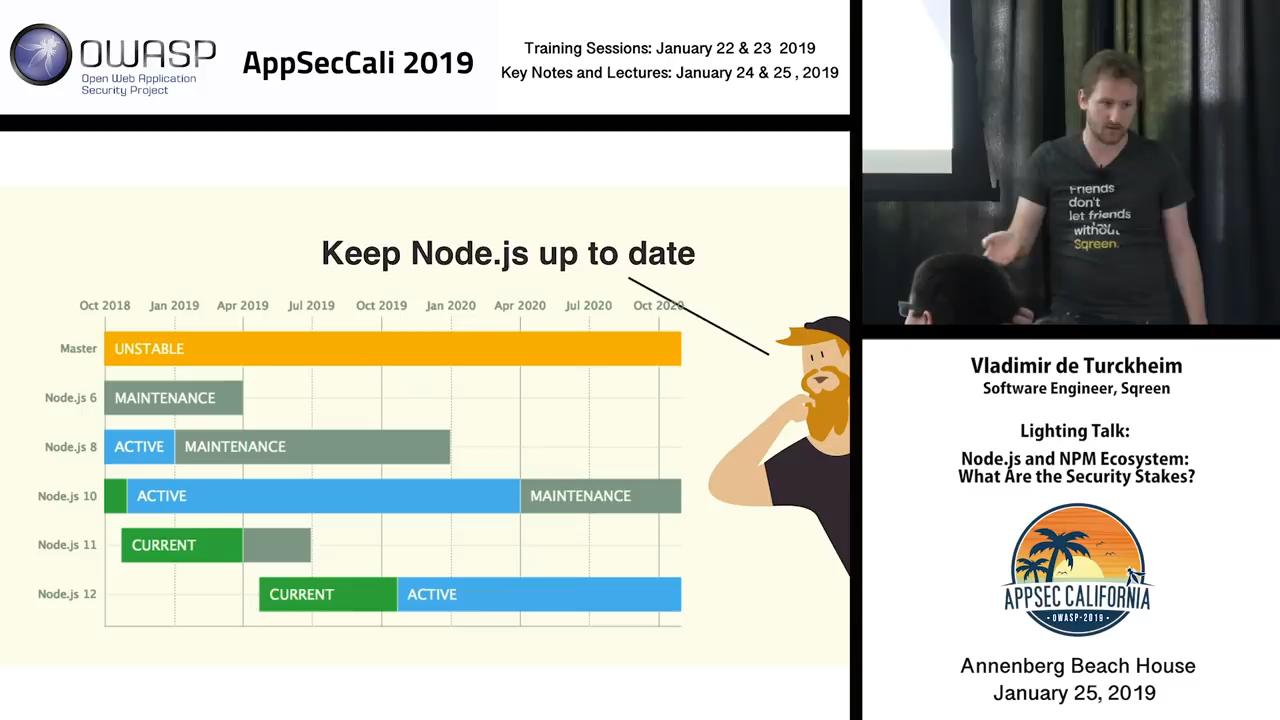 OWASP
Open Web Application
Security Project
AppSecCali 2019
Training Sessions: January 22 & 23 2019
Key Notes and Lectures: January 24 & 25 , 2019
Keep Node.js up to date
Oct 2018 Jan 2019 Apr 2019 Jul 2019 Oct 2019 Jan 2020 Apr 2020 Jul 2020 Oct 2020
Master UNSTABLE
Node.js 6 MAINTENANCE
Node.js 8 ACTIVE MAINTENANCE
Node.js 10 ACTIVE MAINTENANCE
Node.js 11 CURRENT
Node.js 12 CURRENT ACTIVE
Friends
don't
let friends
without
Sqreen.
Vladimir de Turckheim
Software Engineer, Sqreen
Lighting Talk:
Node.js and NPM Ecosystem:
What Are the Security Stakes?
APPSEC CALIFORNIA
OWASP-2019
Annenberg Beach House
January 25, 2019